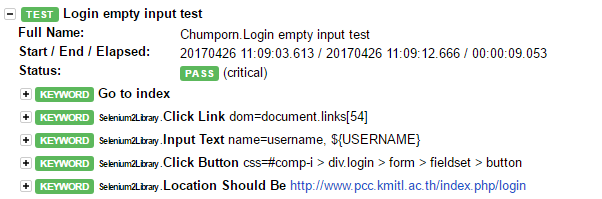 TEST Login empty input test
Full Name: Chumporn.Login empty input test
Start / End / Elapsed: 20170426 11:09:03.613 / 20170426 11:09:12.666 / 00:00:09.053
Status: PASS (critical)
KEYWORD Go to index
KEYWORD Selenium2Library.Click Link dom=document.links[54]
KEYWORD Selenium2Library.Input Text name=username, ${USERNAME}
KEYWORD Selenium2Library.Click Button css=#comp-i > div.login > form > fieldset > button
KEYWORD Selenium2Library.Location Should Be http://www.pcc.kmitl.ac.th/index.php/login